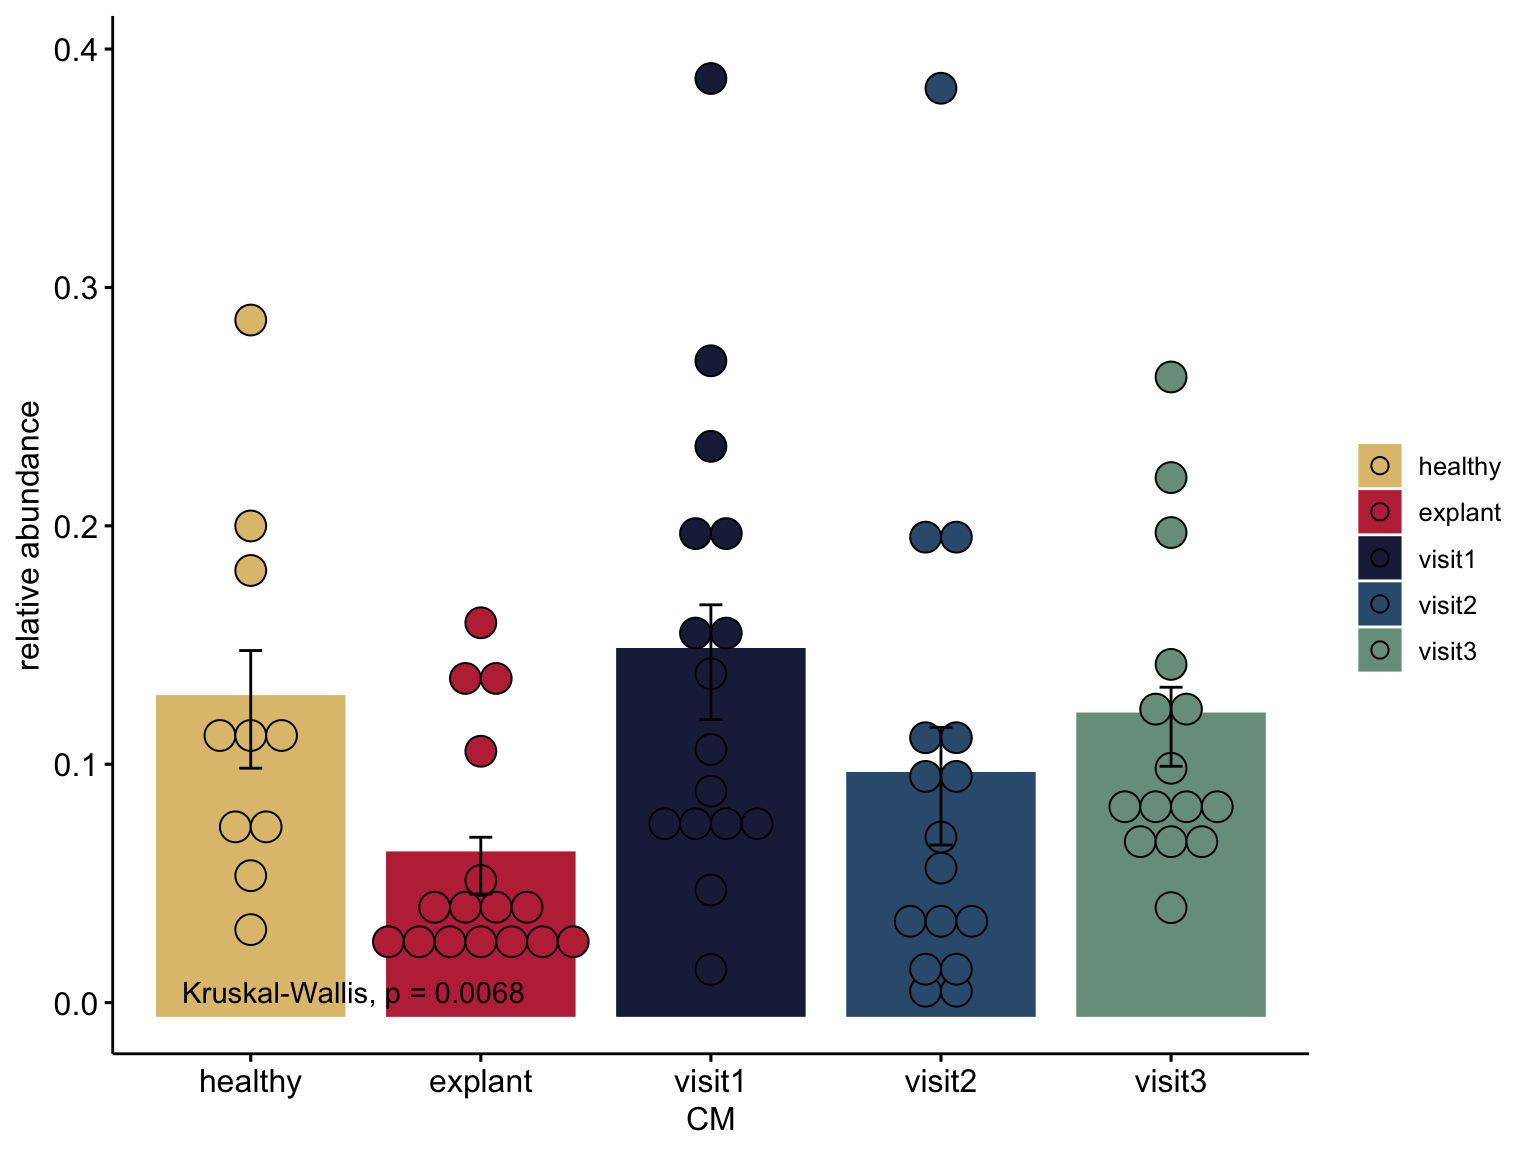 0.4
0.3
0.2
0.1
0.0
relative abundance
Kruskal-Wallis, p = 0.0068
healthy
explant
visit1
visit2
visit3
CM
healthy
explant
visit1
visit2
visit3